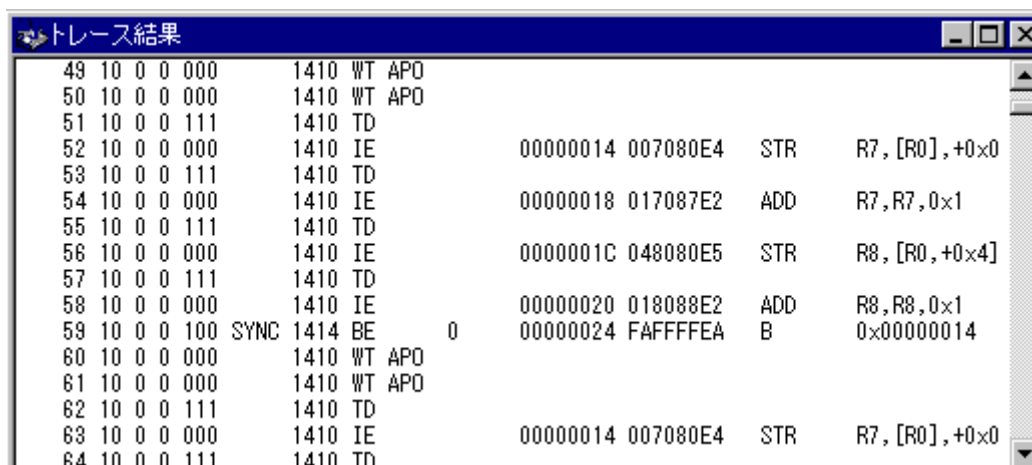 トレース結果
49 10 0 0 000 1410 WT APO
50 10 0 0 000 1410 WT APO
51 10 0 0 111 1410 TD
52 10 0 0 000 1410 IE 00000014 007080E4 STR R7,[R0],+0x0
53 10 0 0 111 1410 TD
54 10 0 0 000 1410 IE 00000018 017087E2 ADD R7,R7,0x1
55 10 0 0 111 1410 TD
56 10 0 0 000 1410 IE 0000001C 048080E5 STR R8,[R0,+0x4]
57 10 0 0 111 1410 TD
58 10 0 0 000 1410 IE 00000020 018088E2 ADD R8,R8,0x1
59 10 0 0 100 SYNC 1414 BE 0 00000024 FAFFFFEA B 0x00000014
60 10 0 0 000 1410 WT APO
61 10 0 0 000 1410 WT APO
62 10 0 0 111 1410 TD
63 10 0 0 000 1410 IE 00000014 007080E4 STR R7,[R0],+0x0
64 10 0 0 111 1410 TD